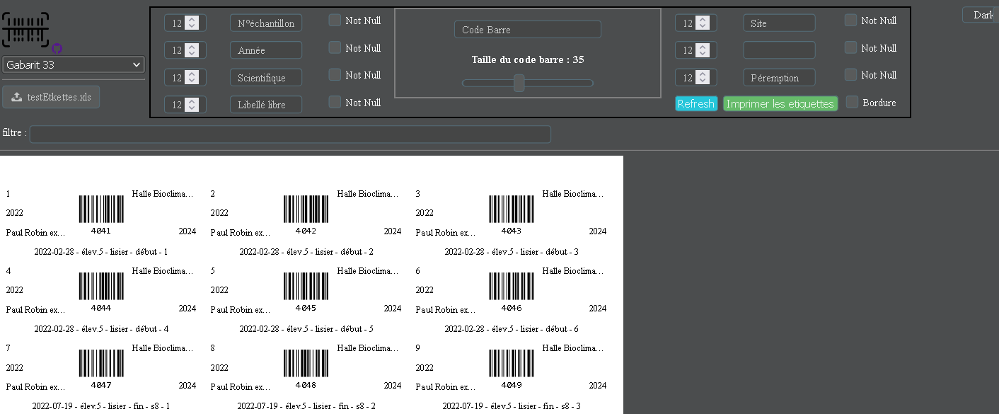 12 N°échantillon Not Null Site 12 Not Null Dark
Code Barre
12 Année Not Null 12 Not Null
Gabarit 33 Taille du code barre : 35
12 Scientifique Not Null 12 Péremption Not Null
testEtkettes.xls
12 Libellé libre Not Null Refresh Imprimer les etiquettes Bordure
filtre :
1 Halle Bioclima... 2 Halle Bioclima... 3 Halle Bioclima...
2022 2022 2022
Paul Robin ex... 4041 2024 Paul Robin ex... 4042 2024 Paul Robin ex... 4043 2024
2022-02-28 - élev.5 - lisier - début - 1 2022-02-28 - élev.5 - lisier - début - 2 2022-02-28 - élev.5 - lisier - début - 3
4 Halle Bioclima... 5 Halle Bioclima... 6 Halle Bioclima...
2022 2022 2022
Paul Robin ex... 4044 2024 Paul Robin ex... 4045 2024 Paul Robin ex... 4046 2024
2022-02-28 - élev.5 - lisier - début - 4 2022-02-28 - élev.5 - lisier - début - 5 2022-02-28 - élev.5 - lisier - début - 6
7 Halle Bioclima... 8 Halle Bioclima... 9 Halle Bioclima...
2022 2022 2022
Paul Robin ex... 4047 2024 Paul Robin ex... 4048 2024 Paul Robin ex... 4049 2024
2022-07-19 - élev.5 - lisier - fin - s8 - 1 2022-07-19 - élev.5 - lisier - fin - s8 - 2 2022-07-19 - élev.5 - lisier - fin - s8 - 3